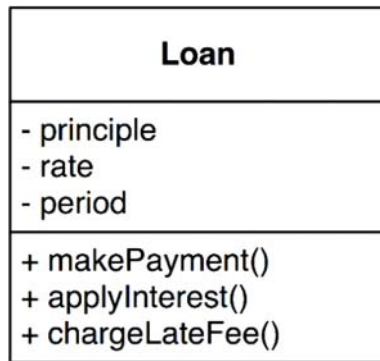 Loan
- principle
- rate
- period
+ makePayment()
+ applyInterest()
+ chargeLateFee()